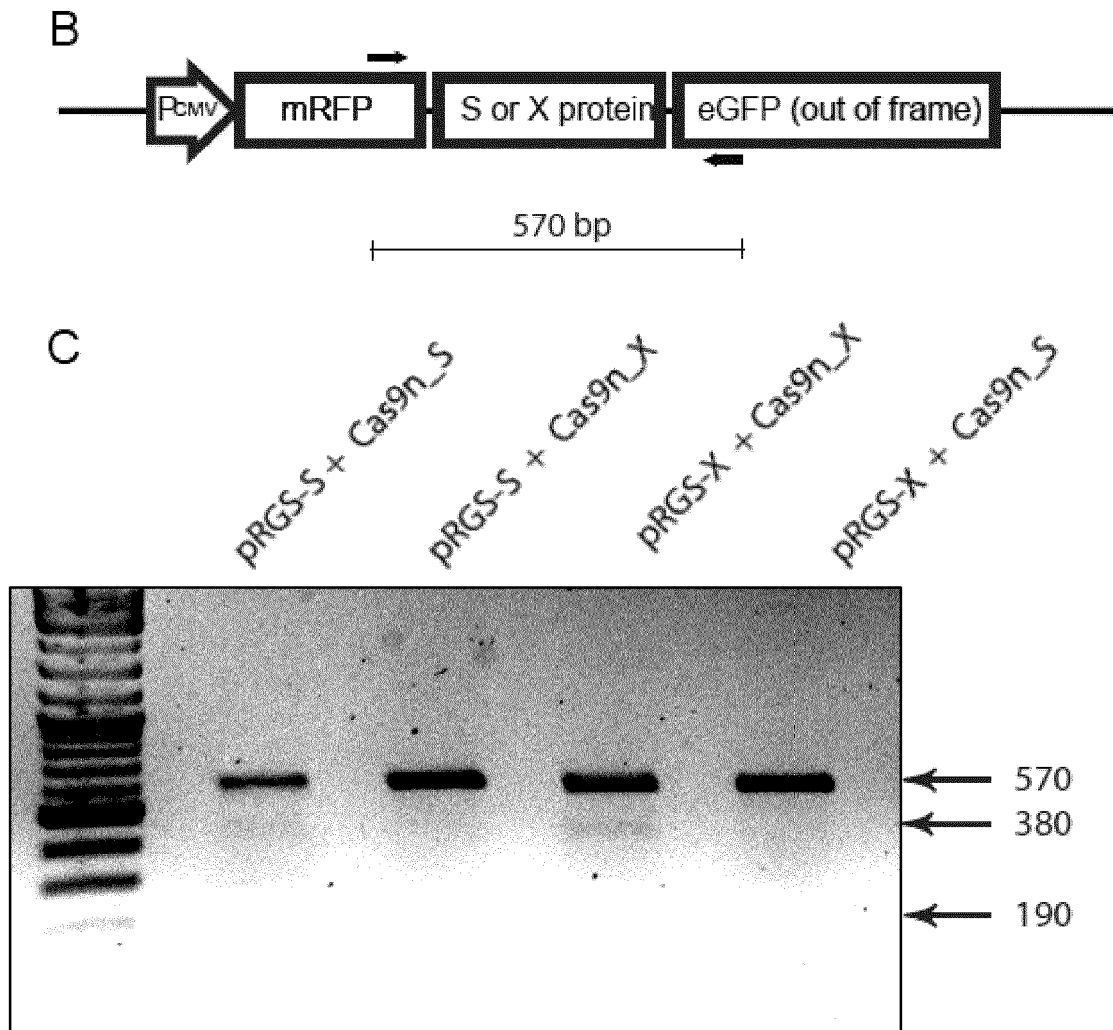 B
PCMV mRFP S or X protein eGFP (out of frame)
570 bp
C
pRGS-S + Cas9n_S
pRGS-S + Cas9n_X
pRGS-X + Cas9n_X
pRGS-X + Cas9n_S
570
380
190